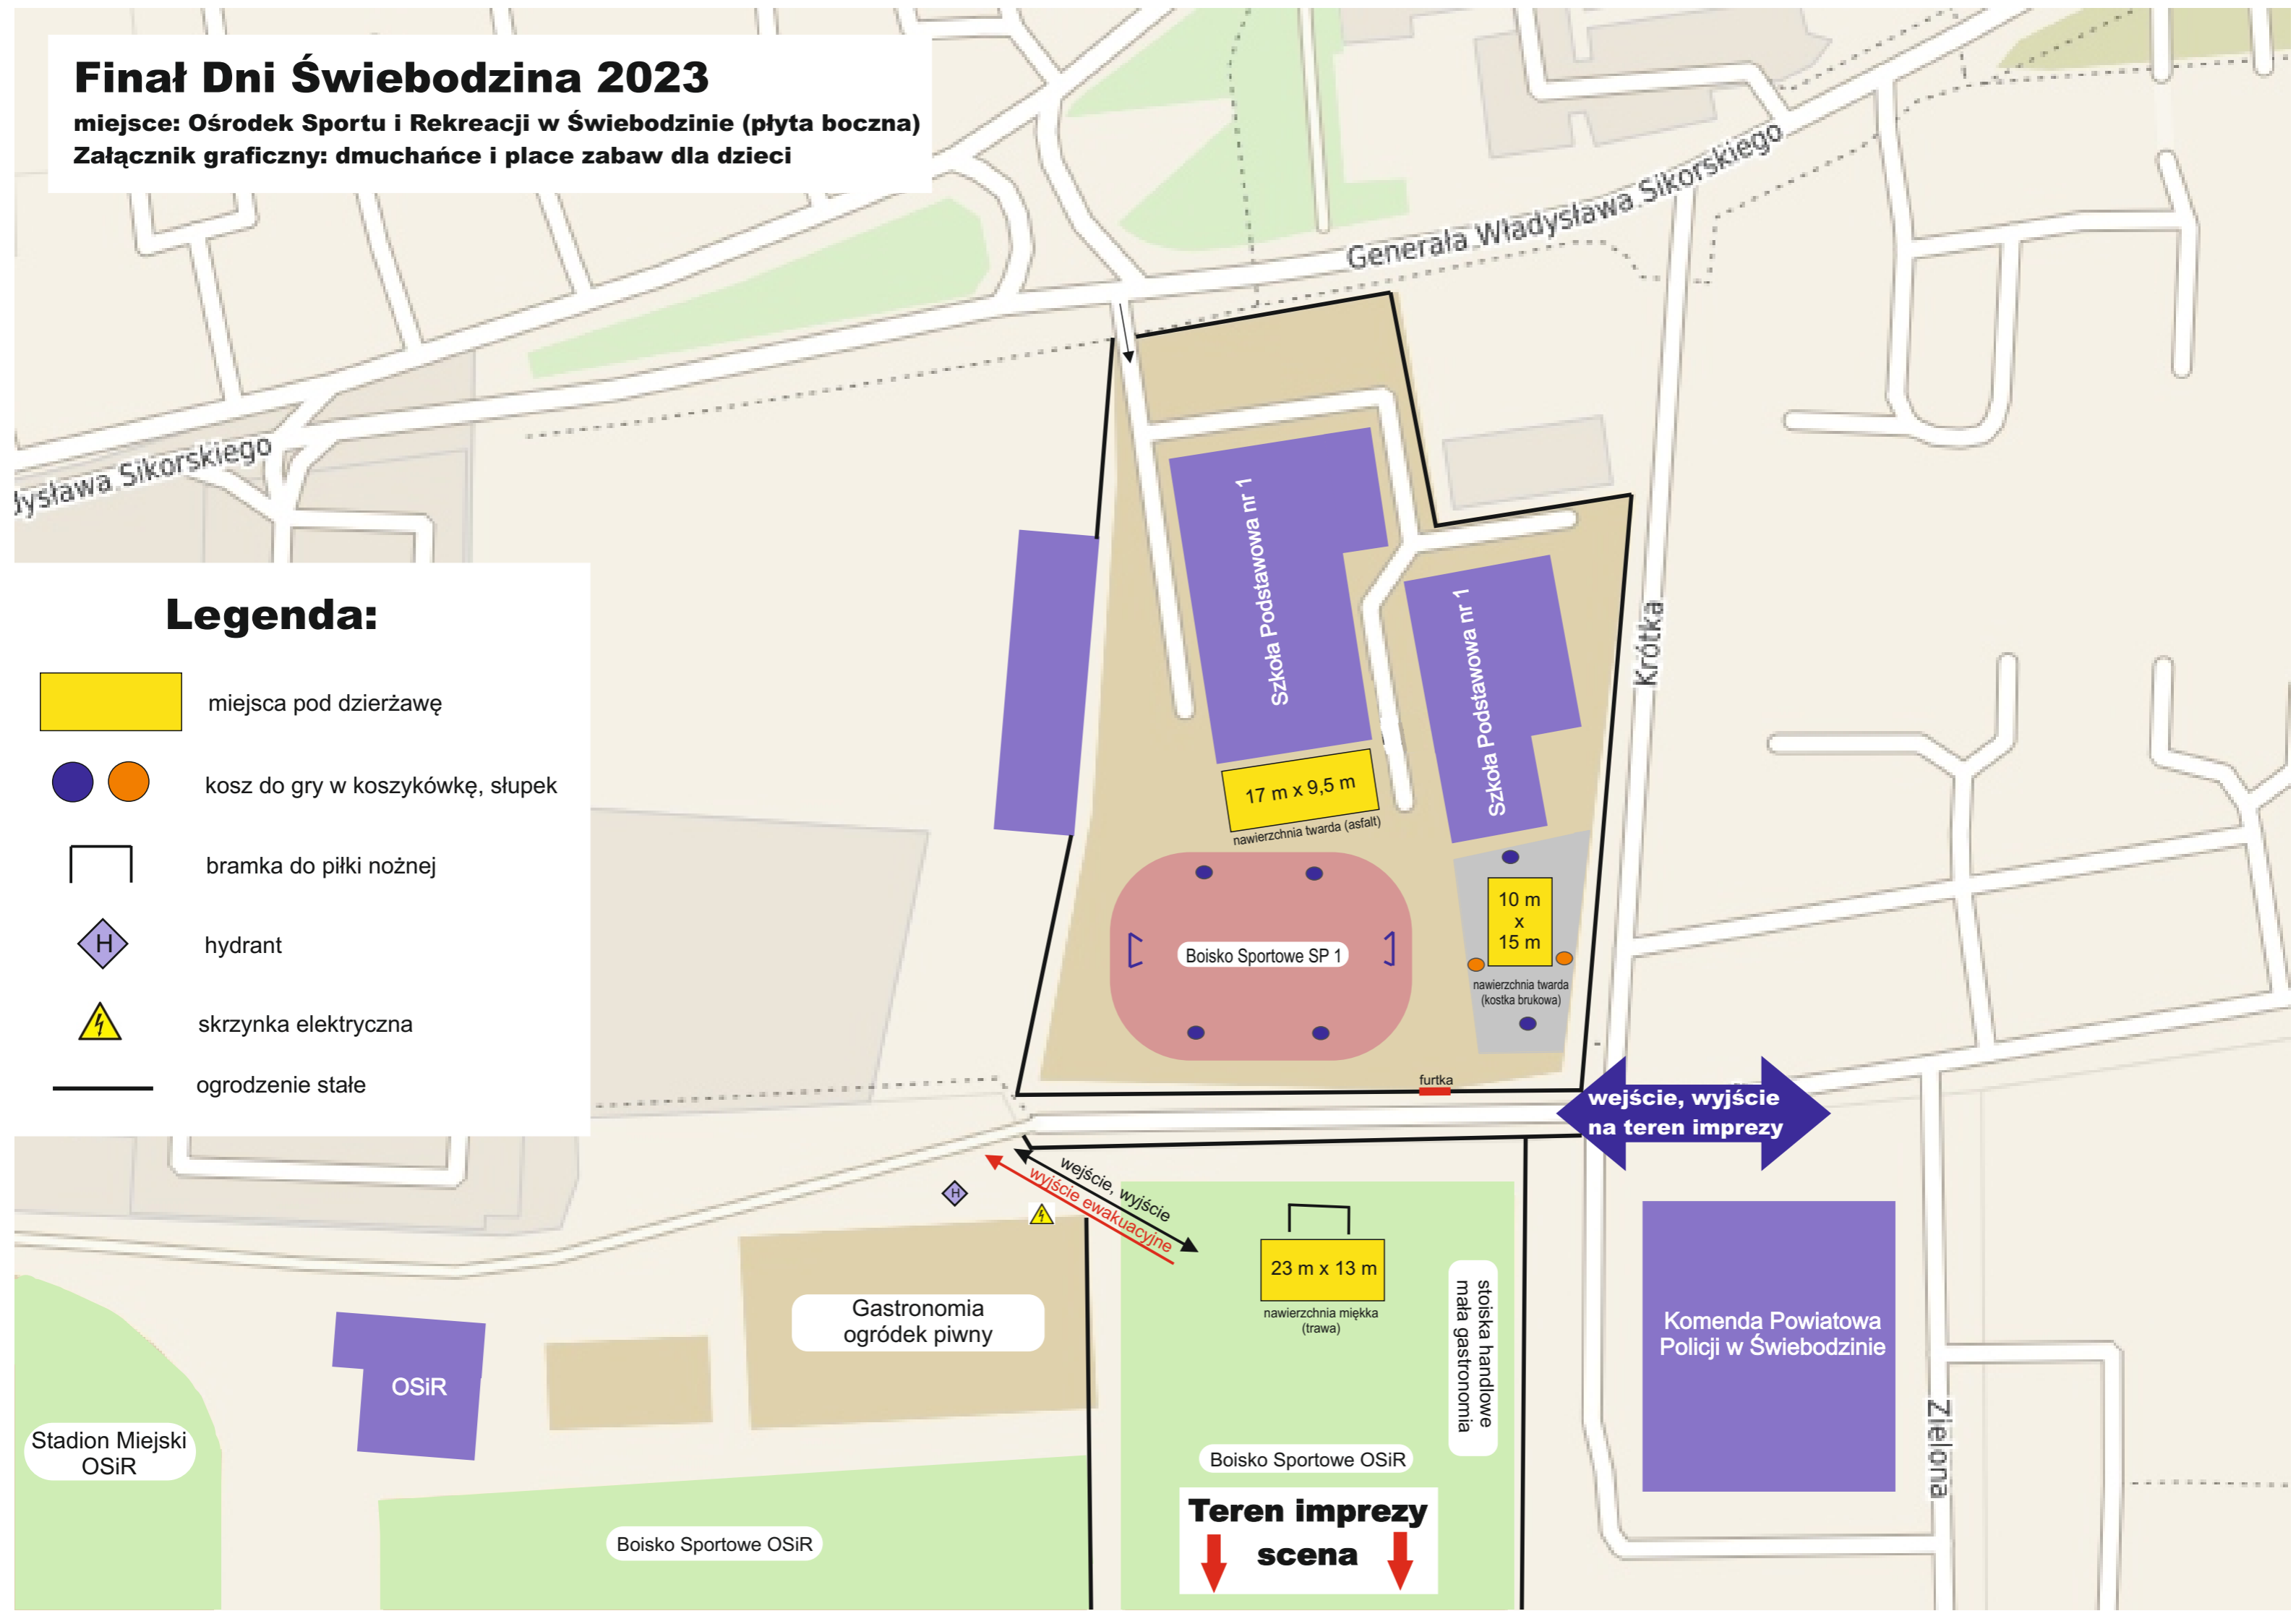 Finał Dni Świebodzina 2023
miejsce: Ośrodek Sportu i Rekreacji w Świebodzinie (płyta boczna)
Załącznik graficzny: dmuchańce i place zabaw dla dzieci
Generała Władysława Sikorskiego
dysława Sikorskiego
Legenda:
miejsca pod dzierżawę
kosz do gry w koszykówkę, słupek
bramka do piłki nożnej
H
hydrant
skrzynka elektryczna
ogrodzenie stałe
Szkoła Podstawowa nr 1
Szkoła Podstawowa nr 1
Krótka
17 m x 9,5 m
nawierzchnia twarda (asfalt)
10 m
x
15 m
nawierzchnia twarda
(kostka brukowa)
Boisko Sportowe SP 1
furtka
wejście, wyjście
na teren imprezy
wejście, wyjście
wyjście ewakuacyjne
H
23 m x 13 m
nawierzchnia miękka
(trawa)
stoiska handlowe
mała gastronomia
Gastronomia
ogródek piwny
OSiR
Stadion Miejski
OSiR
Komenda Powiatowa
Policji w Świebodzinie
Zielona
Boisko Sportowe OSiR
Boisko Sportowe OSiR
Teren imprezy
scena